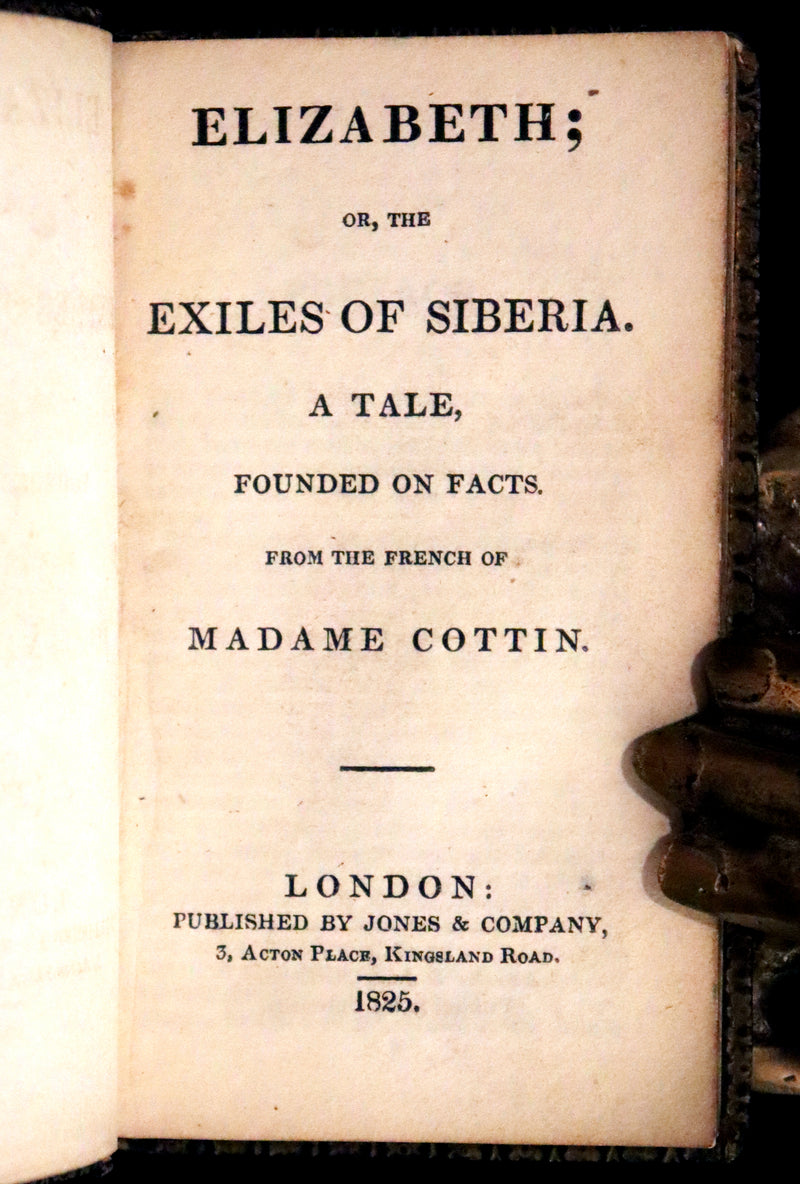 ELIZABETH;
OR, THE
EXILES OF SIBERIA.
A TALE,
FOUNDED ON FACTS.
FROM THE FRENCH OF
MADAME COTTIN.
LONDON:
PUBLISHED BY JONES & COMPANY,
3, ACTON PLACE, KINGSLAND ROAD.
1825.